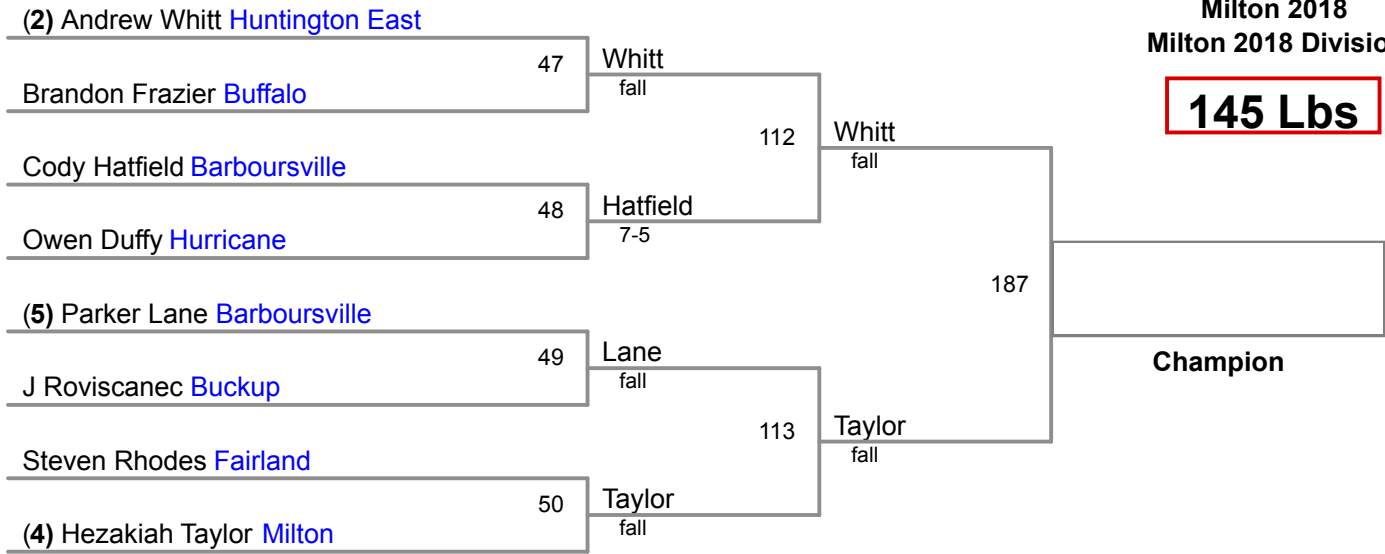 (2) Andrew Whitt Huntington East
Brandon Frazier Buffalo
Cody Hatfield Barboursville
Owen Duffy Hurricane
(5) Parker Lane Barboursville
J Roviscanec Buckup
Steven Rhodes Fairland
(4) Hezakiah Taylor Milton
47
48
49
50
Whitt
fall
Hatfield
7-5
Lane
fall
Taylor
fall
112
113
Whitt
fall
Taylor
fall
187
Champion
Milton 2018
Milton 2018 Divisio
145 Lbs